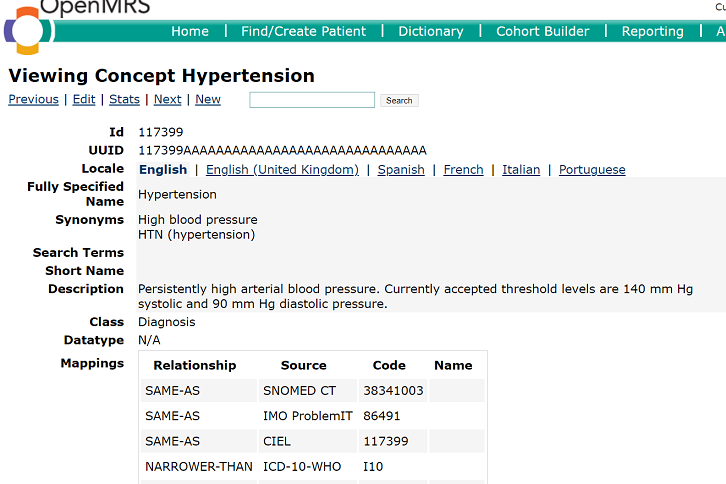 OpenMRS
Home | Find/Create Patient | Dictionary | Cohort Builder | Reporting |
Viewing Concept Hypertension
Previous | Edit | Stats | Next | New Search
Id 117399
UUID 117399AAAAAAAAAAAAAAAAAAAAAAAAAAAAAA
Locale English | English (United Kingdom) | Spanish | French | Italian | Portuguese
Fully Specified Name Hypertension
Synonyms High blood pressure
HTN (hypertension)
Search Terms
Short Name
Description Persistently high arterial blood pressure. Currently accepted threshold levels are 140 mm Hg
systolic and 90 mm Hg diastolic pressure.
Class Diagnosis
Datatype N/A
Mappings Relationship Source Code Name
SAME-AS SNOMED CT 38341003
SAME-AS IMO ProblemIT 86491
SAME-AS CIEL 117399
NARROWER-THAN ICD-10-WHO I10